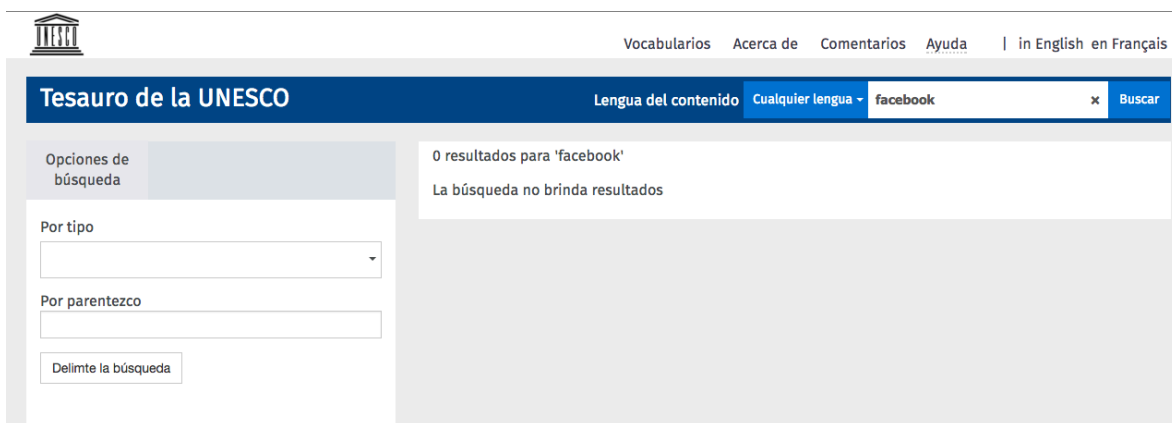 UNESCO
Vocabularios Acerca de Comentarios Ayuda | in English en Français
Tesauro de la UNESCO
Lengua del contenido Cualquier lengua facebook × Buscar
Opciones de
búsqueda
0 resultados para 'facebook'
La búsqueda no brinda resultados
Por tipo
Por parentezco
Delimte la búsqueda